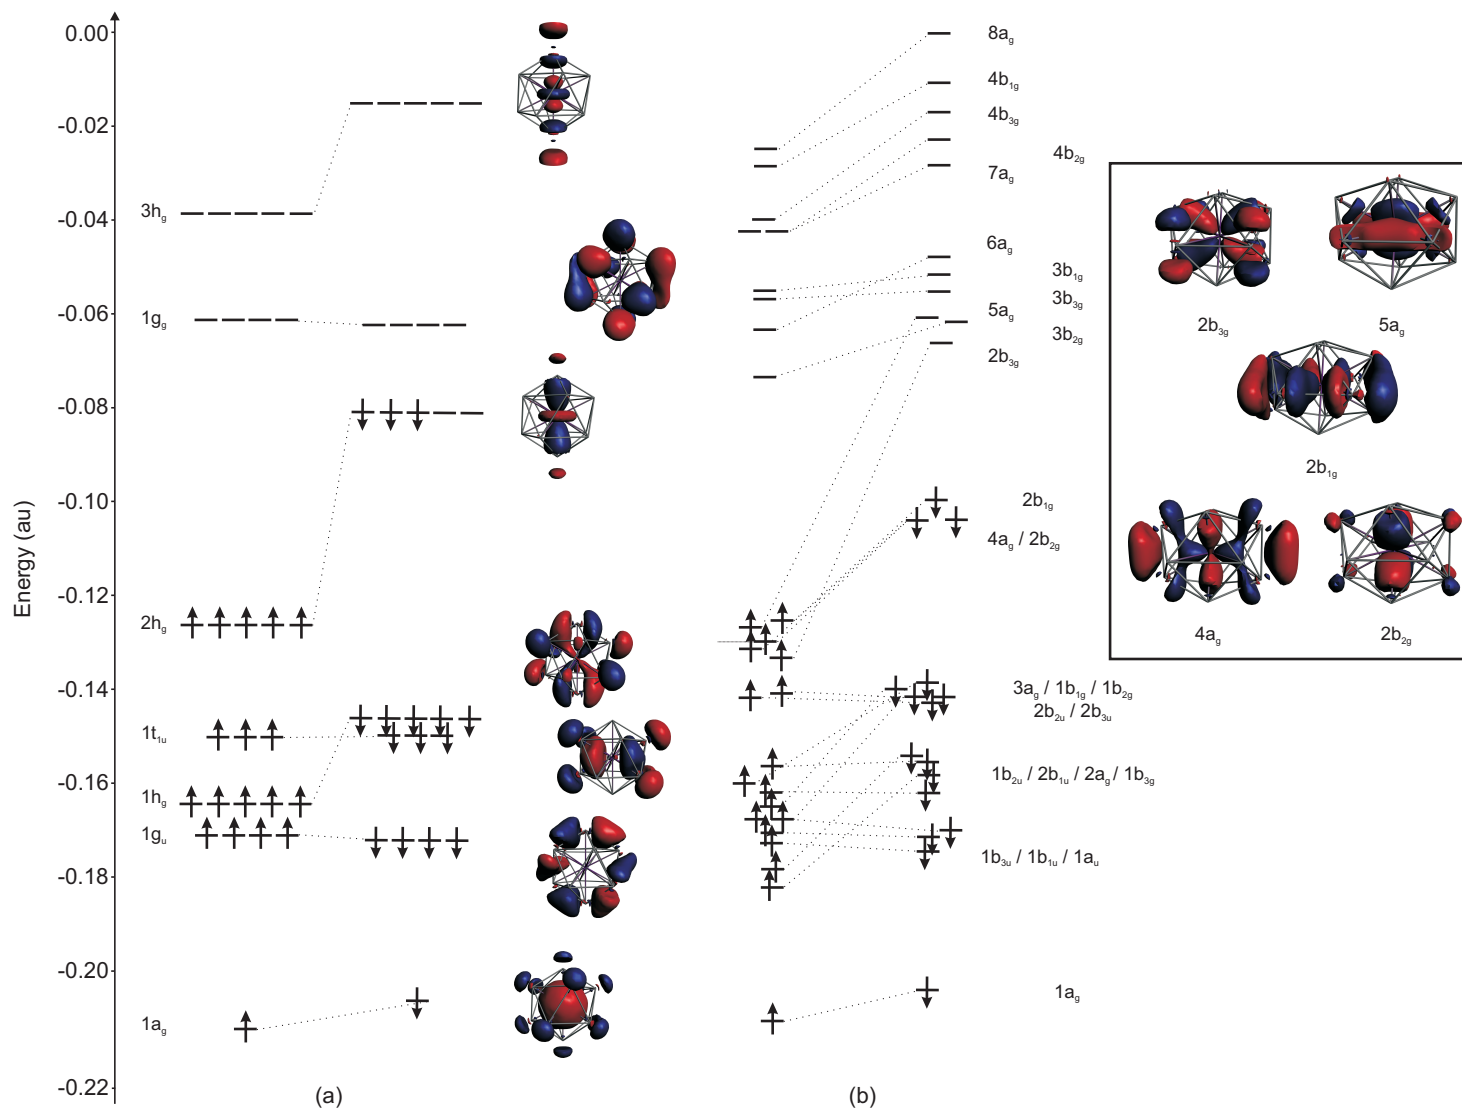 0.00
-0.02
-0.04
-0.06
-0.08
-0.10
-0.12
-0.14
-0.16
-0.18
-0.20
-0.22
Energy (au)
3hg
1gg
2hg
1t1u
1hg
1gu
1ag
(a)
8ag
4b1g
4b3g
4b2g
7ag
6ag
3b1g
3b3g
5ag
3b2g
2b3g
2b1g
4ag / 2b2g
3ag / 1b1g / 1b2g
2b2u / 2b3u
1b2u / 2b1u / 2ag / 1b3g
1b3u / 1b1u / 1au
1ag
(b)
2b3g
5ag
2b1g
4ag
2b2g